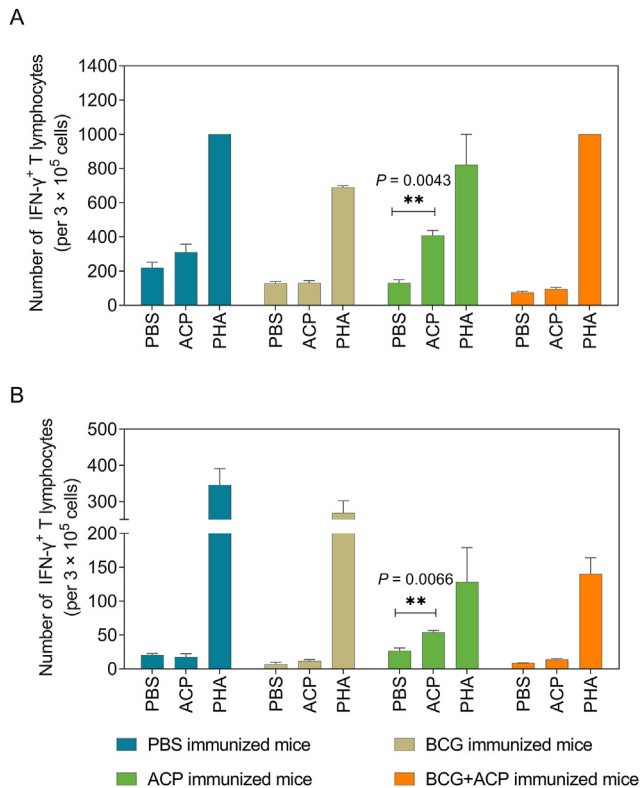 A
Number of IFN-γ⁺ T lymphocytes
(per 3 × 10⁵ cells)
1400
1200
1000
800
600
400
200
0
P = 0.0043
**
PBS ACP PHA PBS ACP PHA PBS ACP PHA PBS ACP PHA
B
Number of IFN-γ⁺ T lymphocytes
(per 3 × 10⁵ cells)
500
400
300
200
150
100
50
0
P = 0.0066
**
PBS ACP PHA PBS ACP PHA PBS ACP PHA PBS ACP PHA
PBS immunized mice BCG immunized mice
ACP immunized mice BCG+ACP immunized mice